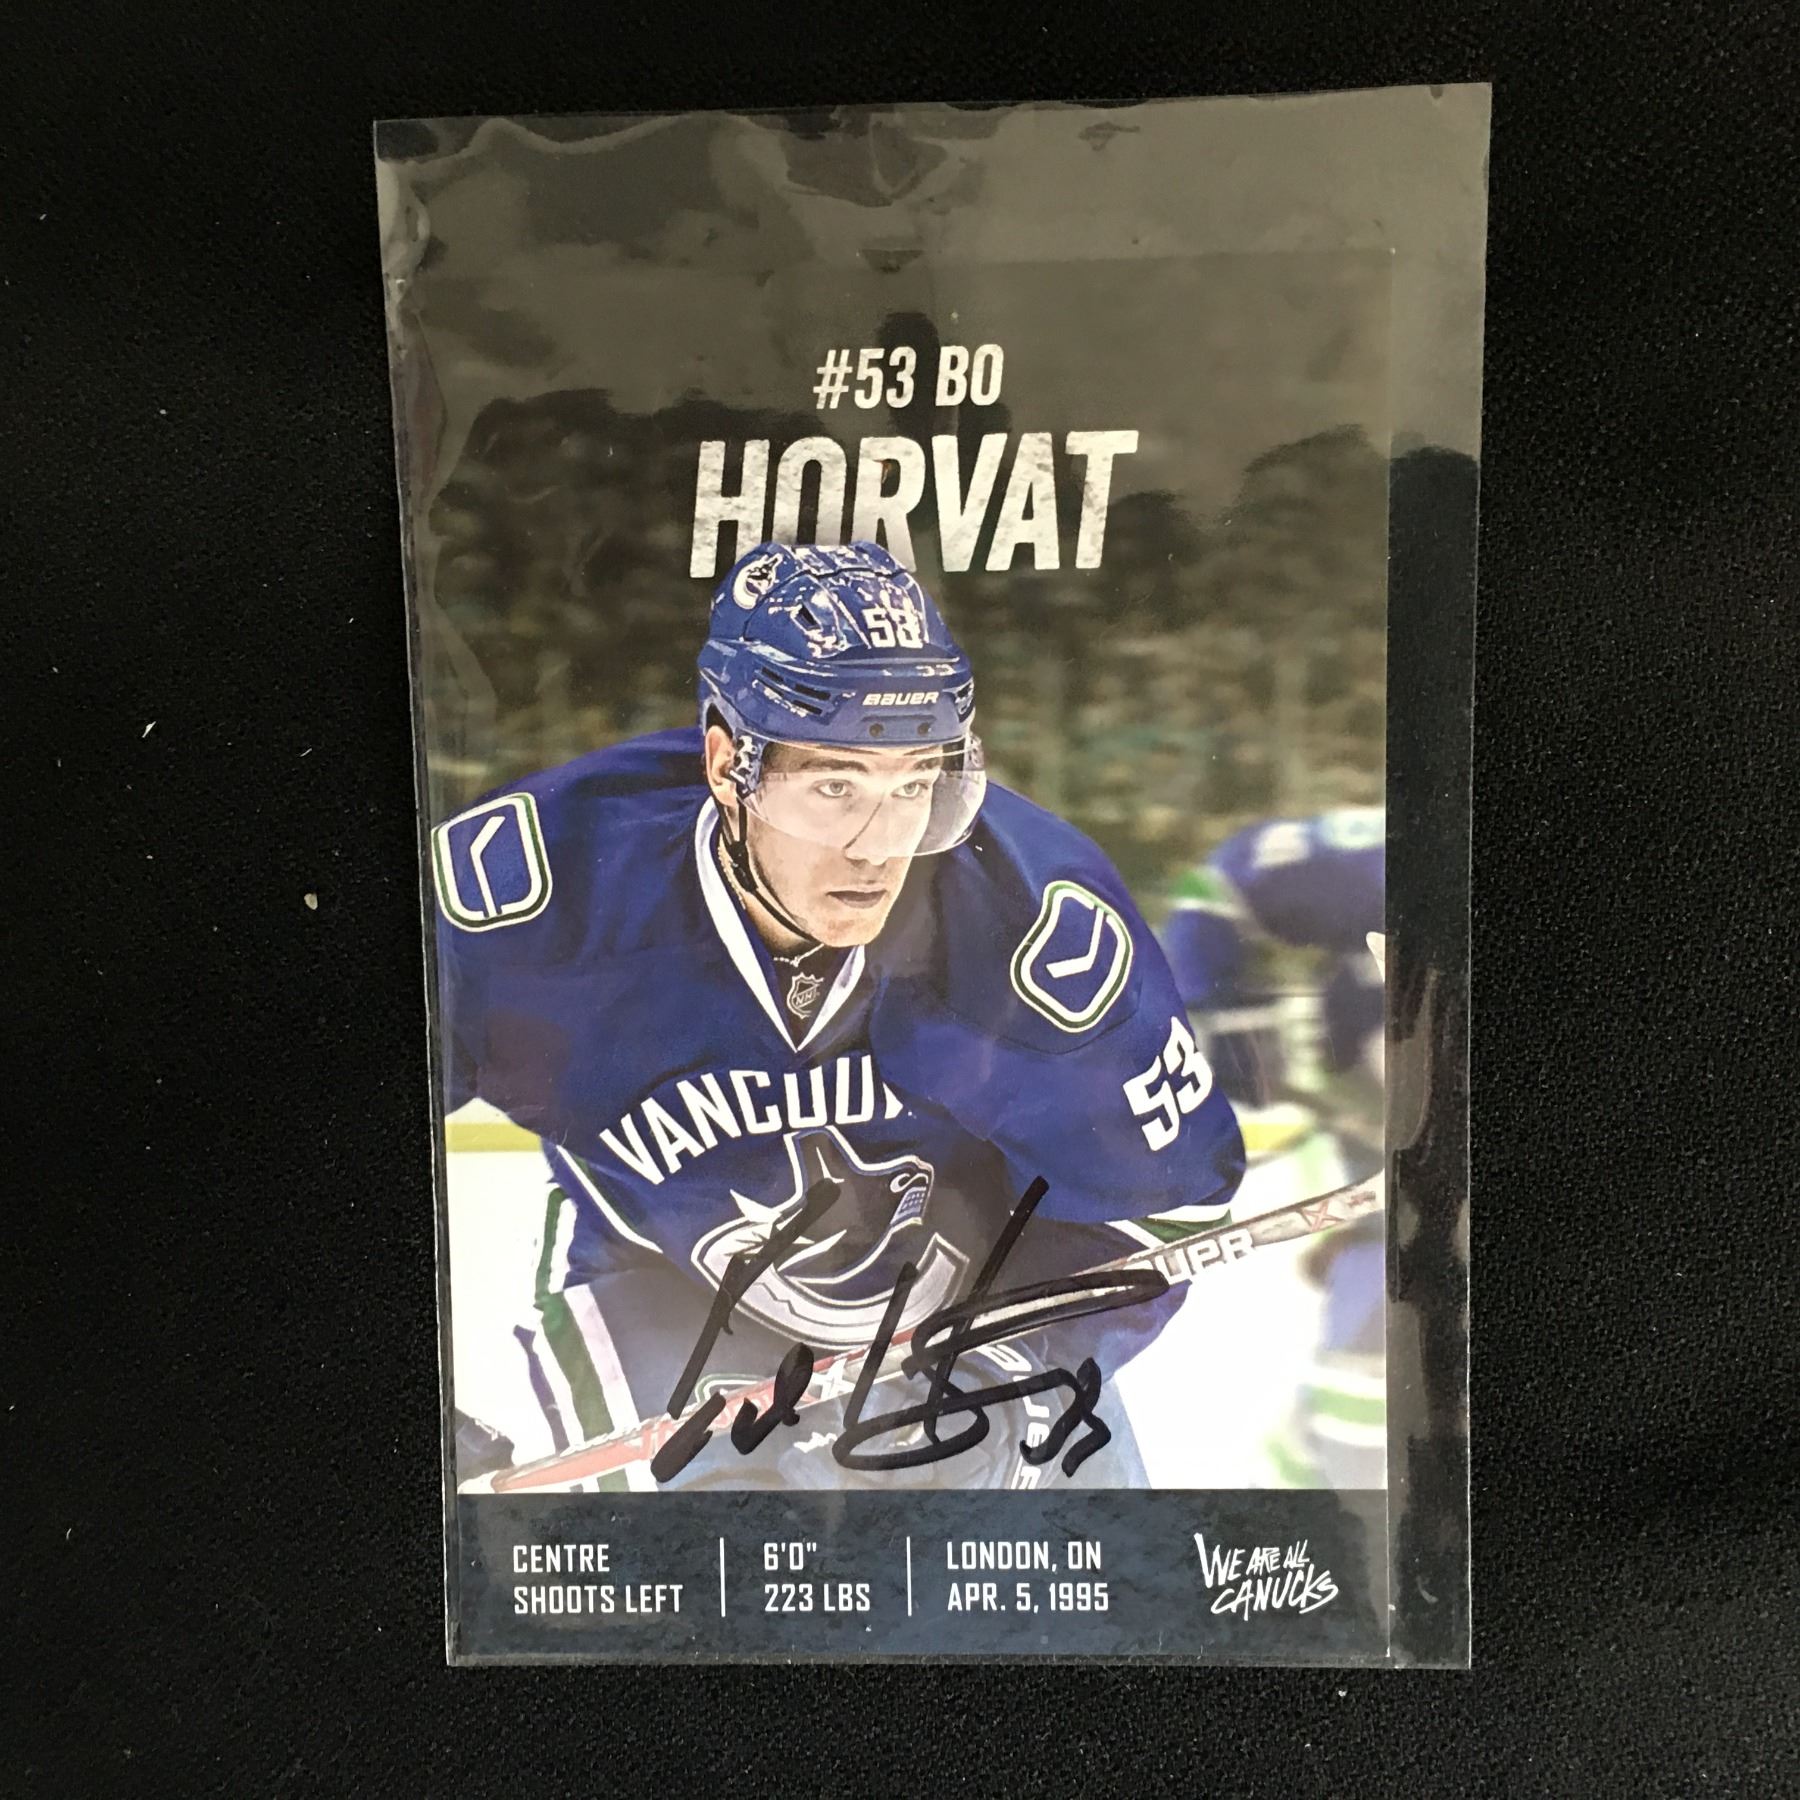 #53 BO
HORVAT
53
BAUER
NHL
VANCOUV
53
CENTRE
SHOOTS LEFT
6'0"
223 LBS
LONDON, ON
APR. 5, 1995
WE ARE ALL
CANUCKS